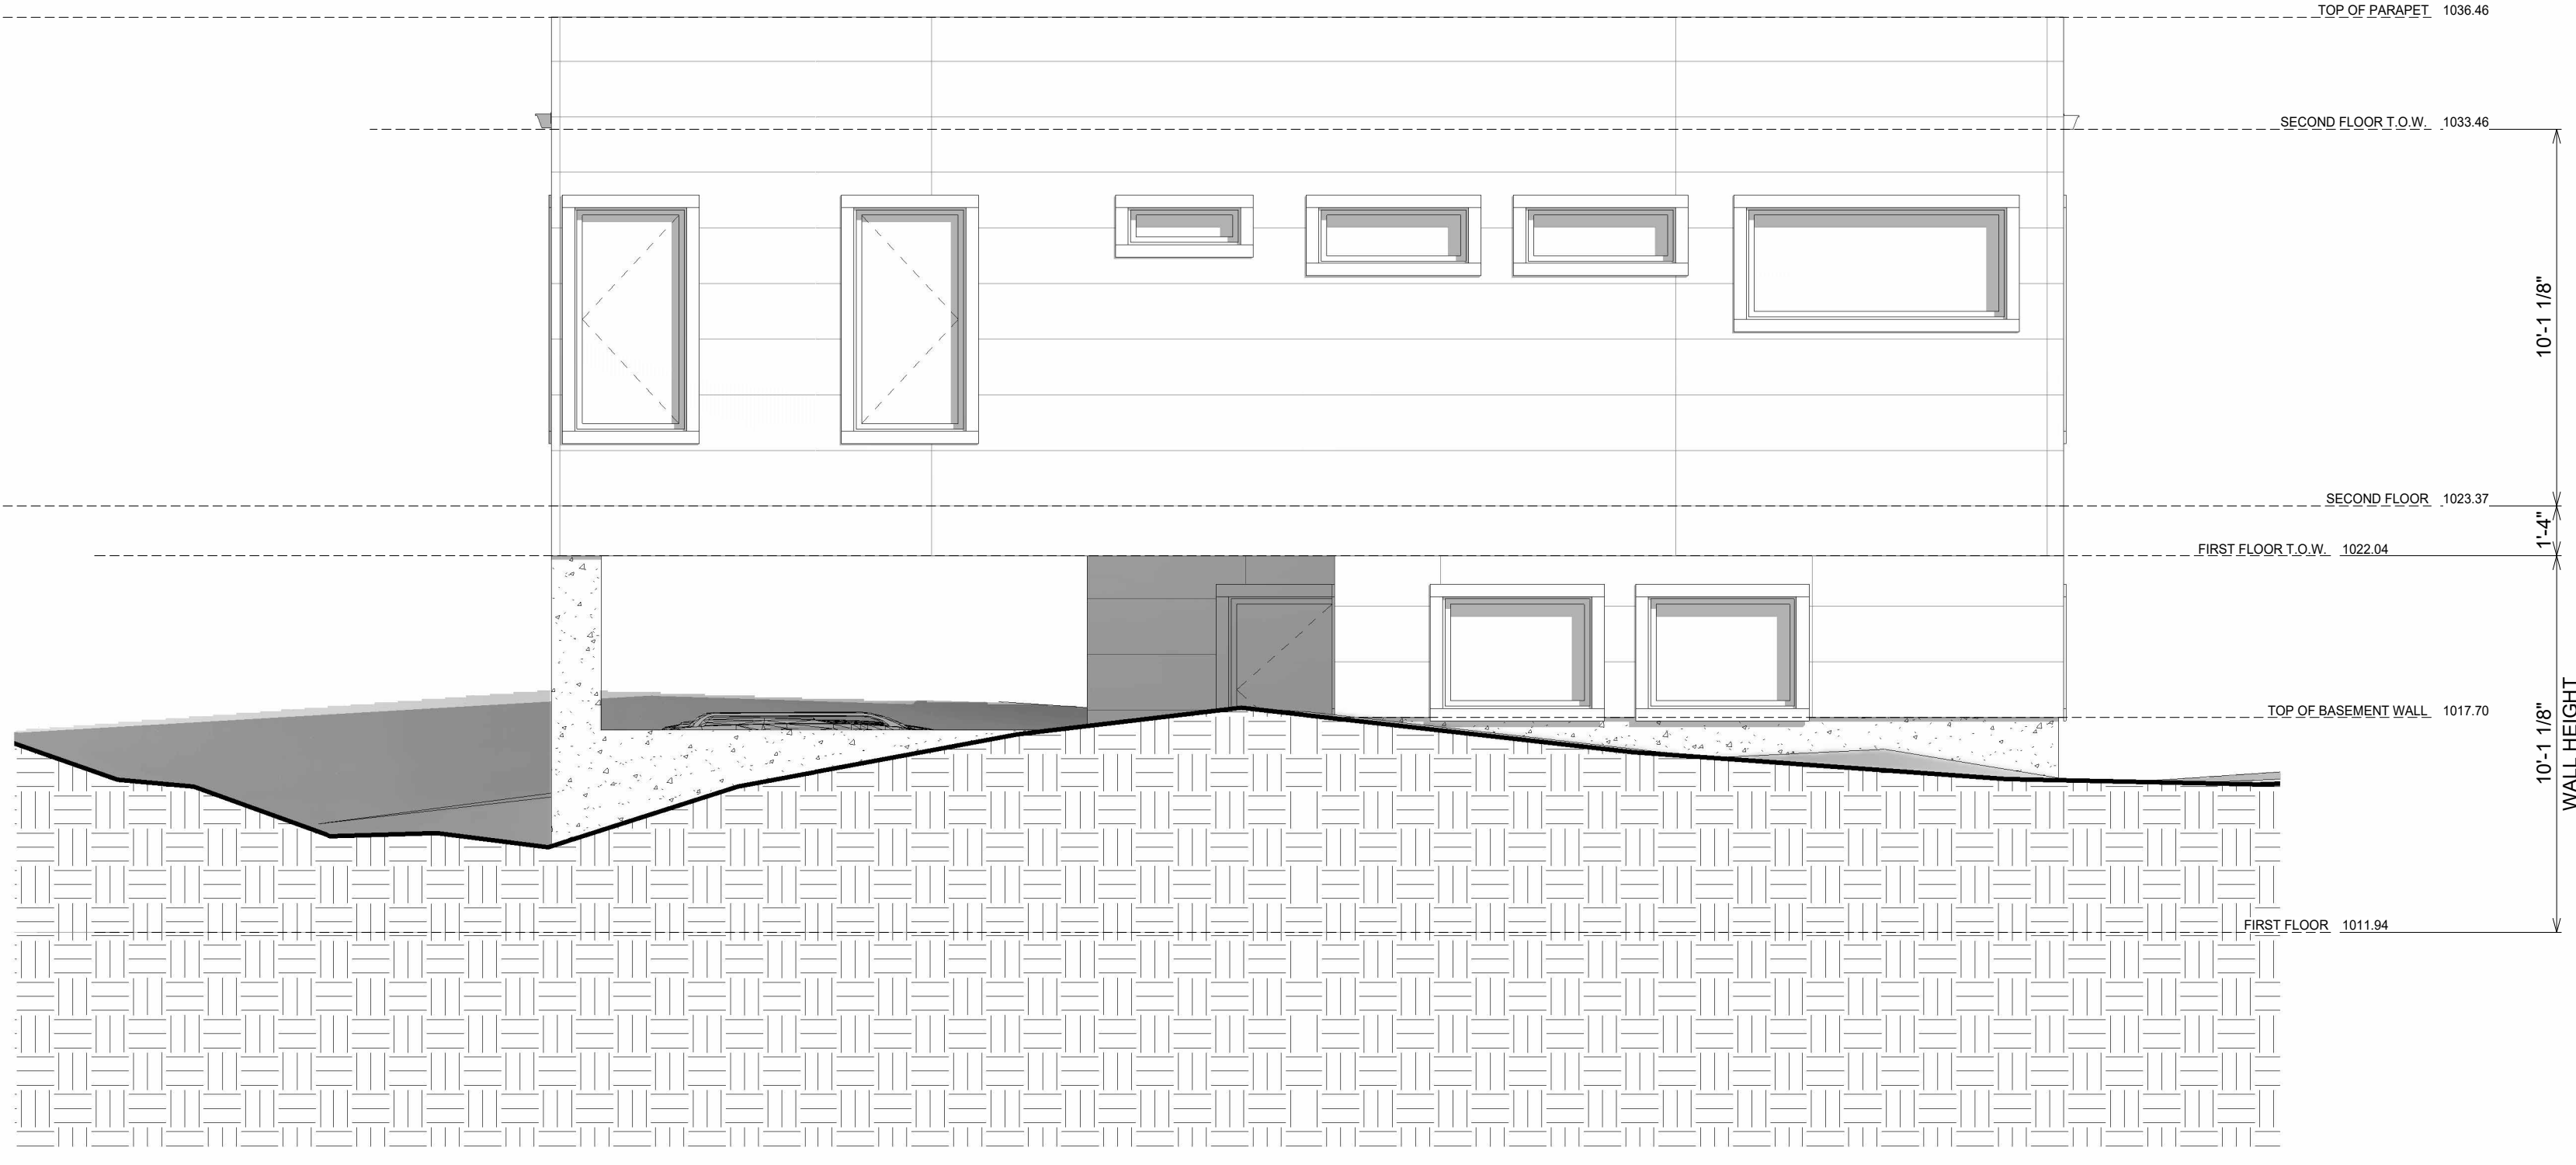 TOP OF PARAPET 1036.46
SECOND FLOOR T.O.W. 1033.46
10'-1 1/8"
SECOND FLOOR 1023.37
1'-4"
FIRST FLOOR T.O.W. 1022.04
TOP OF BASEMENT WALL 1017.70
10'-1 1/8"
WALL HEIGHT
FIRST FLOOR 1011.94